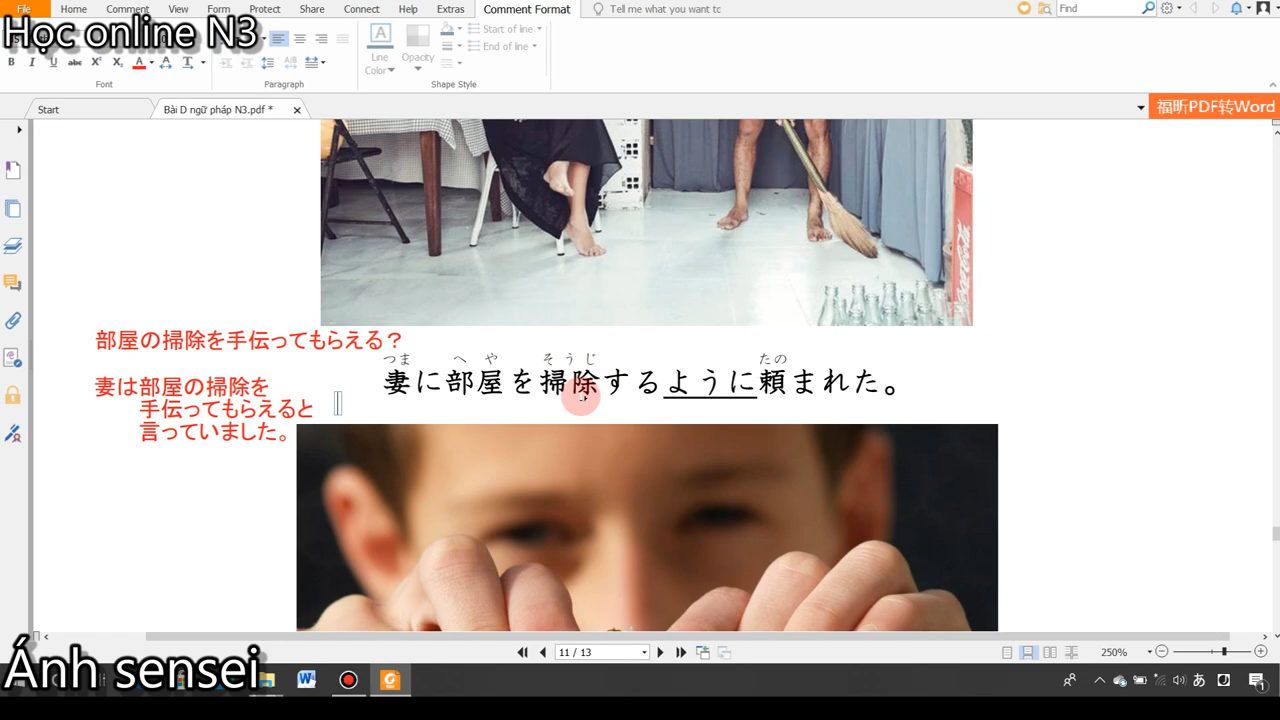 File Home Comment View Form Protect Share Connect Help Extras Comment Format Tell me what you want to Find
Học online N3
Line Color
Opacity
Start of line
End of line
Font Paragraph Shape Style
Start Bài D ngữ pháp N3.pdf *
福昕PDF转Word
部屋の掃除を手伝ってもらえる？
つま へ や そ う じ たの
妻に部屋を掃除するように頼まれた。
妻は部屋の掃除を
手伝ってもらえると
言っていました。
11 / 13
250%
Ánh sensei